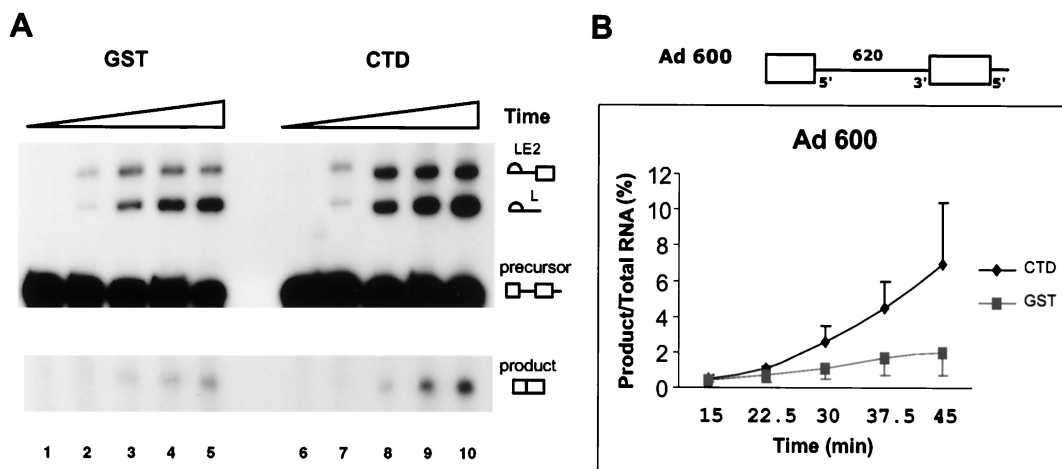 A
GST
CTD
Time
LE2
L
precursor
product
1 2 3 4 5 6 7 8 9 10
B
Ad 600
620
5' 3' 5'
Ad 600
Product/Total RNA (%)
12
10
8
6
4
2
0
15 22.5 30 37.5 45
Time (min)
CTD
GST